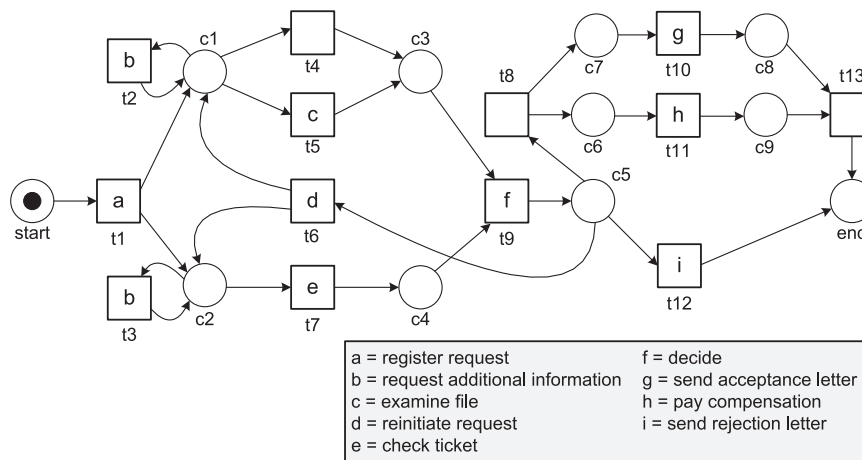 c7
g
t10
c8
t8
t13
b
t2
c1
t4
c3
c
t5
c6
h
t11
c9
start
a
t1
d
t6
f
t9
c5
end
b
t3
c2
e
t7
c4
i
t12
a = register request
b = request additional information
c = examine file
d = reinitiate request
e = check ticket
f = decide
g = send acceptance letter
h = pay compensation
i = send rejection letter